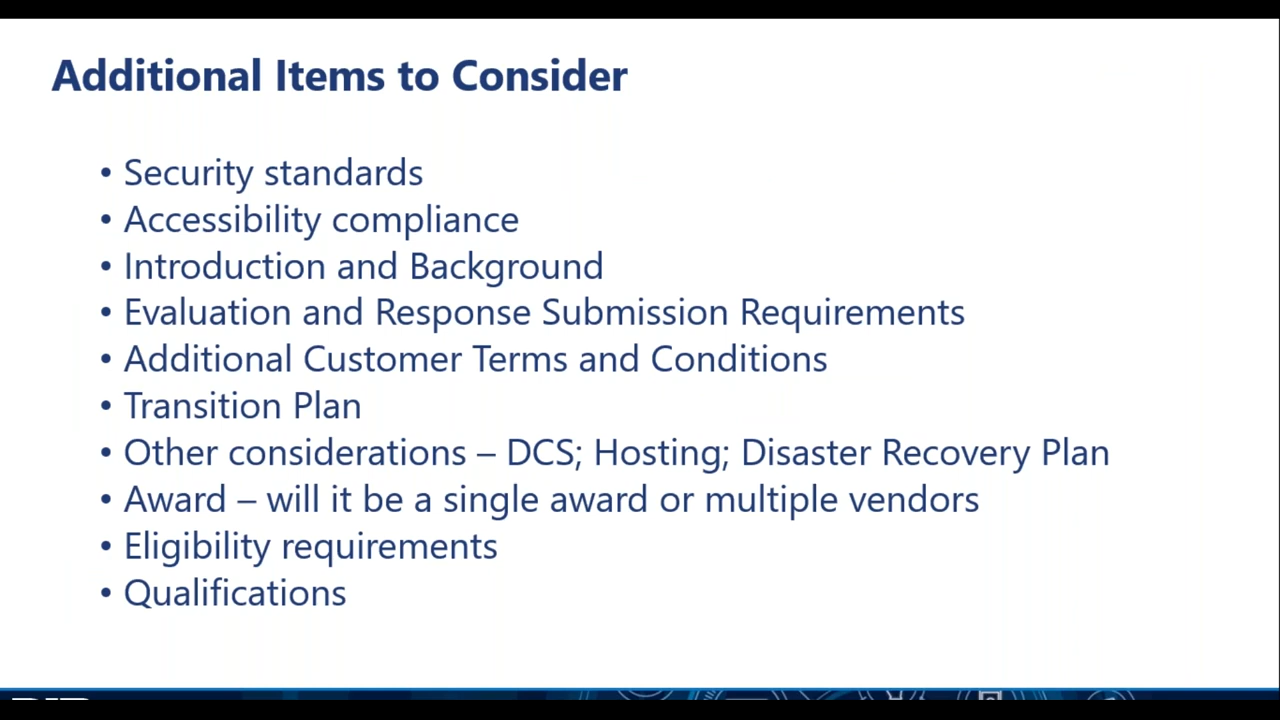 Additional Items to Consider
• Security standards
• Accessibility compliance
• Introduction and Background
• Evaluation and Response Submission Requirements
• Additional Customer Terms and Conditions
• Transition Plan
• Other considerations – DCS; Hosting; Disaster Recovery Plan
• Award – will it be a single award or multiple vendors
• Eligibility requirements
• Qualifications